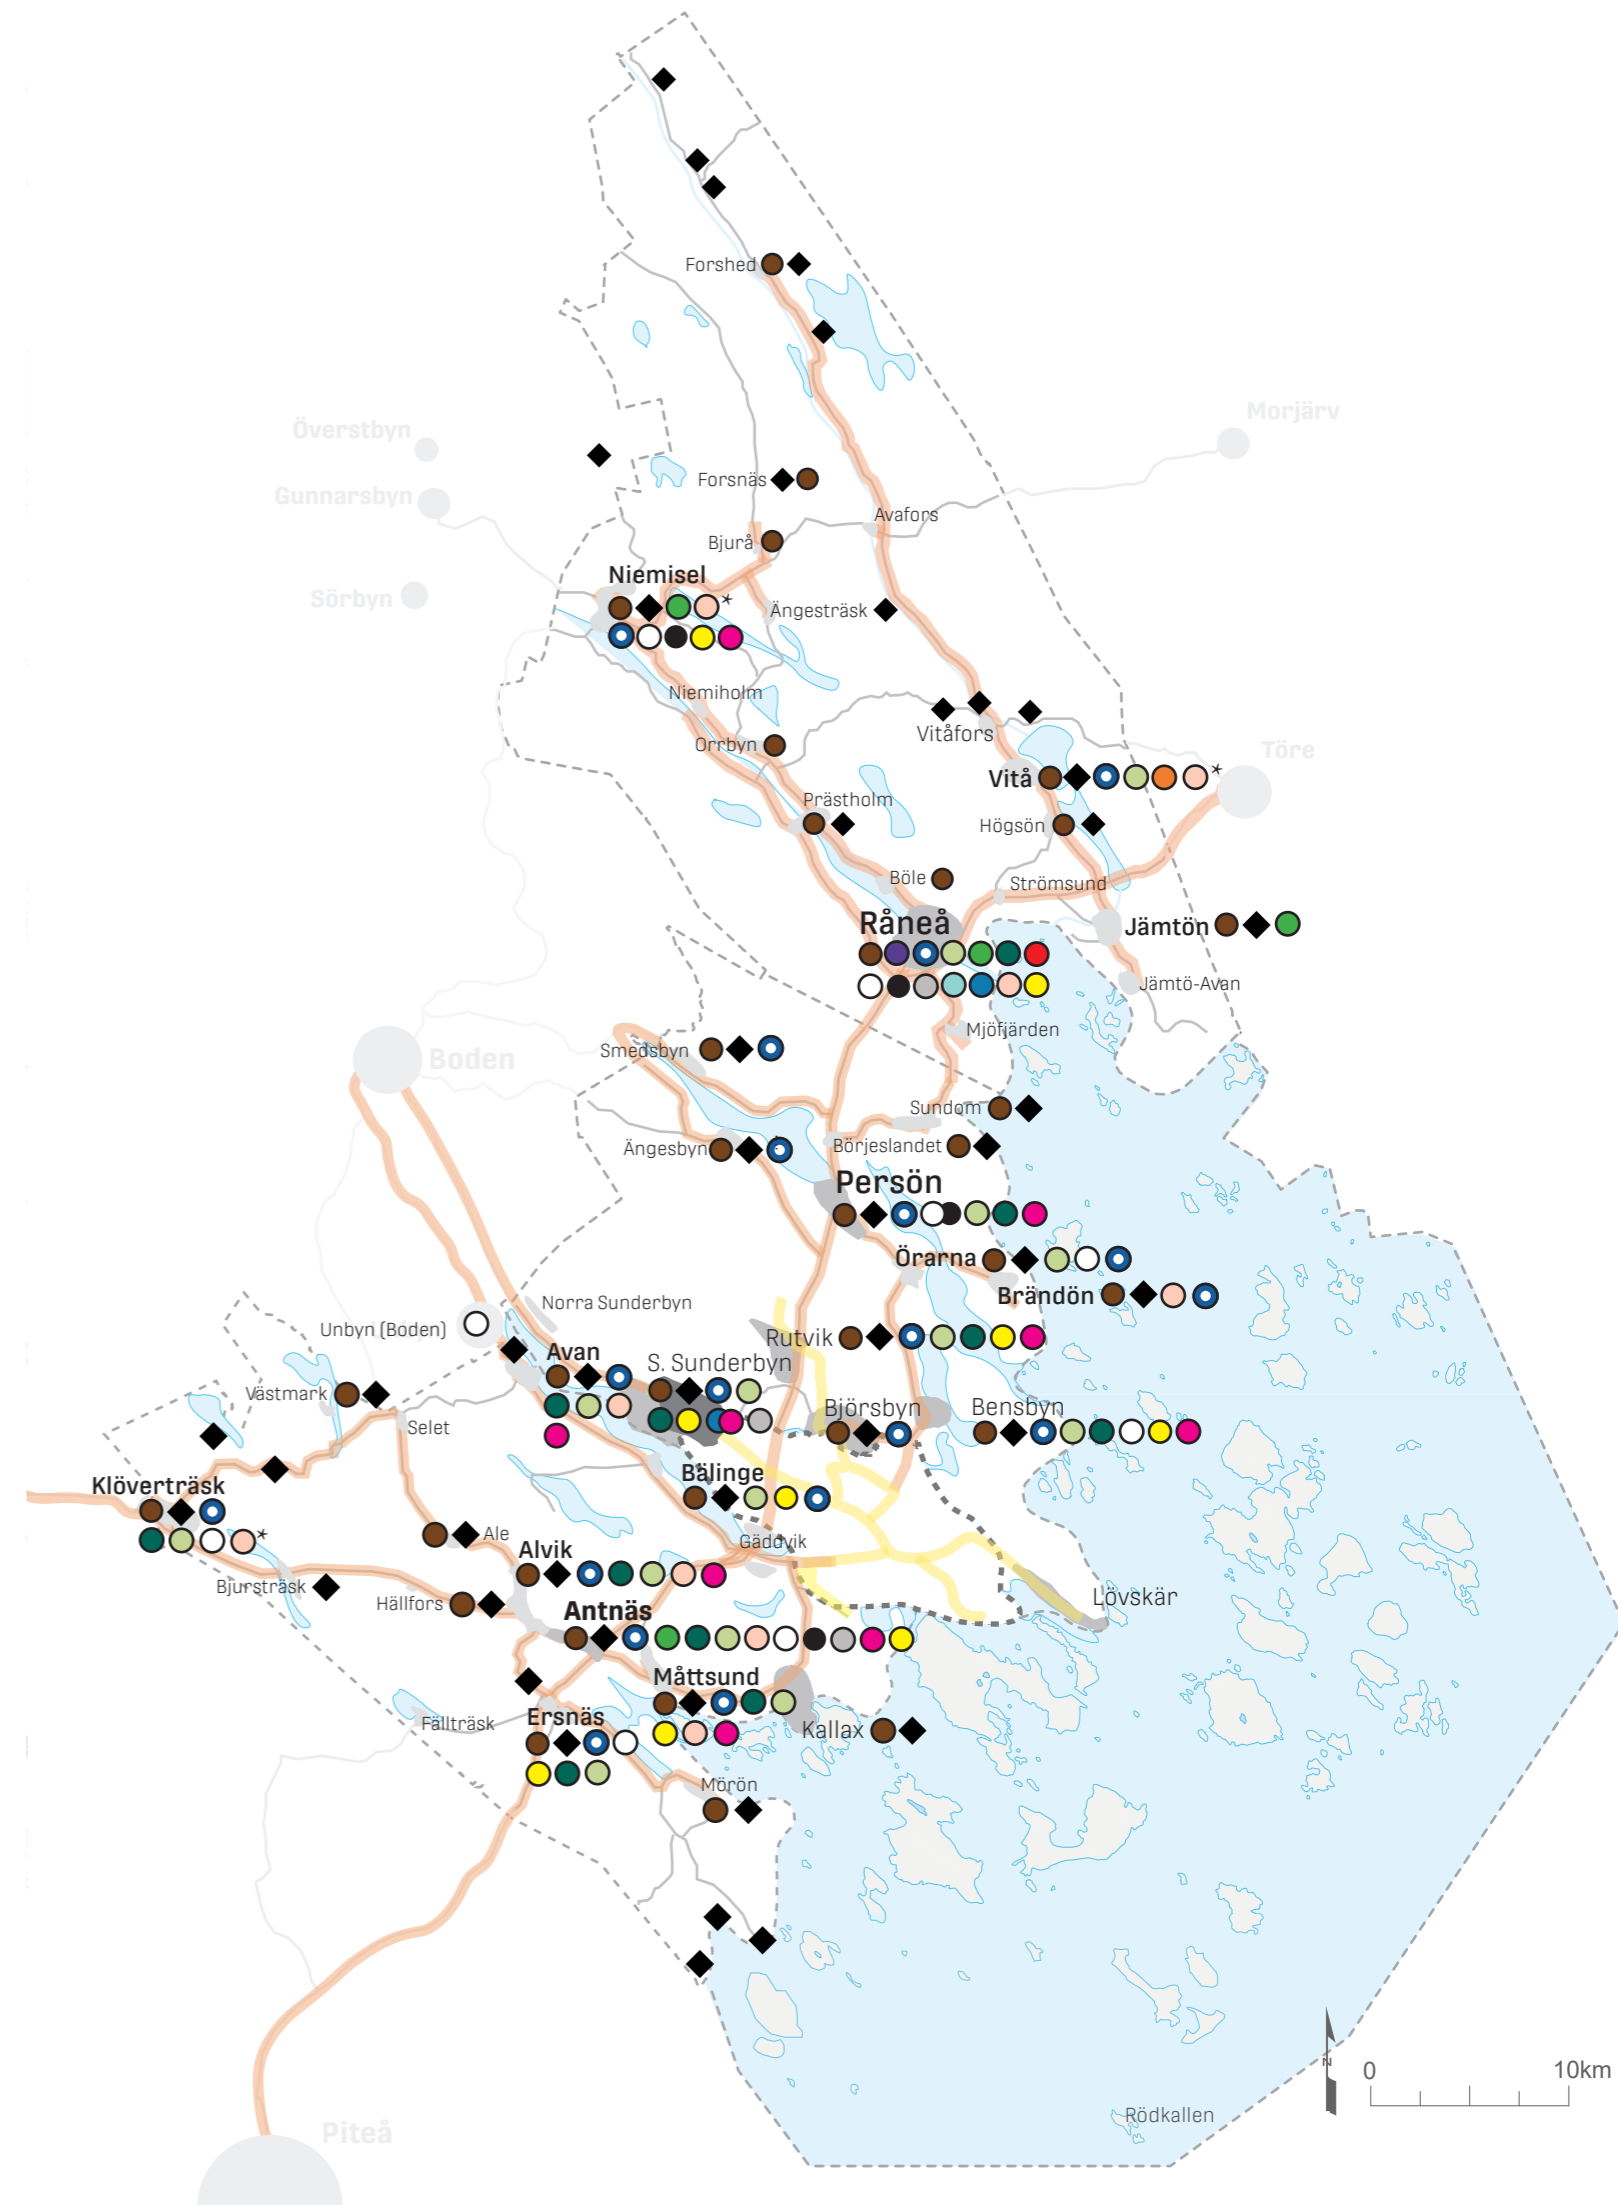 Forshed
Morjärv
Överstbyn
Forsnäs
Gunnarsbyn
Avafors
Bjurå
Niemisel
Sörbyn
*
Ängesträsk
Niemiholm
Vitåfors
Orrbyn
Töre
Vitå
*
Prästholm
Högsön
Böle
Strömsund
Råneå
Jämtön
Jämtö-Avan
Mjöfjärden
Smedsbyn
Boden
Sundom
Ängesbyn
Börjeslandet
Persön
Örarna
Brändön
Norra Sunderbyn
Unbyn (Boden)
Rutvik
Avan
S. Sunderbyn
Västmark
Björsbyn
Bensbyn
Selet
Bälinge
Klöverträsk
*
Ale
Gäddvik
Alvik
Bjursträsk
Hällfors
Lövskär
Antnäs
Måttsund
Ersnäs
Fällträsk
Kallax
Mörön
N
0
10km
Rödkallen
Piteå